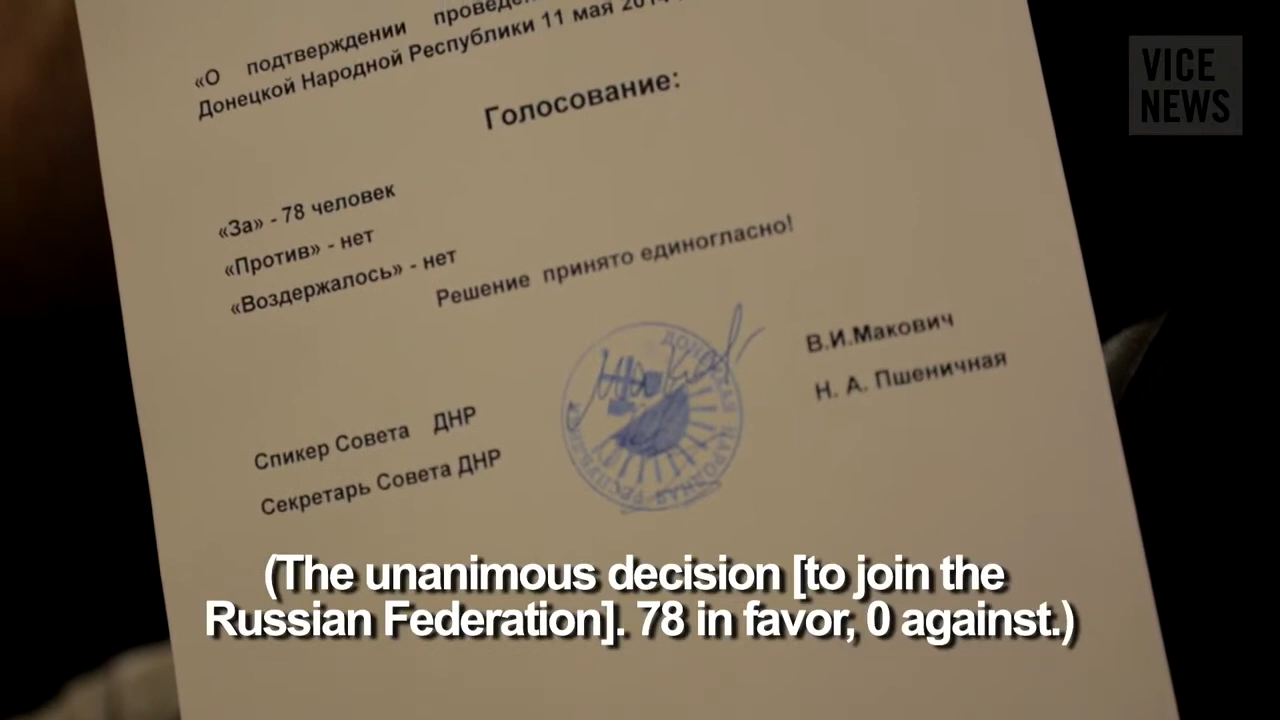 «О подтверждении
Донецкой Народной Республики 11 мая 2014
Голосование:
«За» - 78 человек
«Против» - нет
«Воздержалось» - нет
Решение принято единогласно!
В.И.Макович
Н. А. Пшеничная
Спикер Совета ДНР
Секретарь Совета ДНР
VICE
NEWS
(The unanimous decision [to join the
Russian Federation]. 78 in favor, 0 against.)